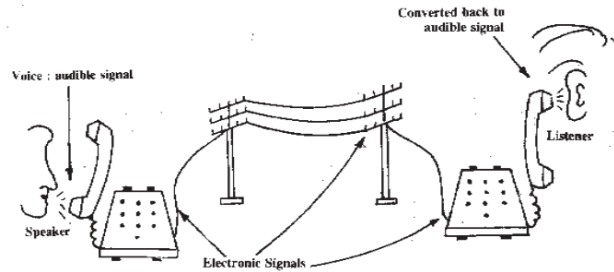 Converted back to
audible signal
Voice : audible signal
Listener
Speaker
Electronic Signals